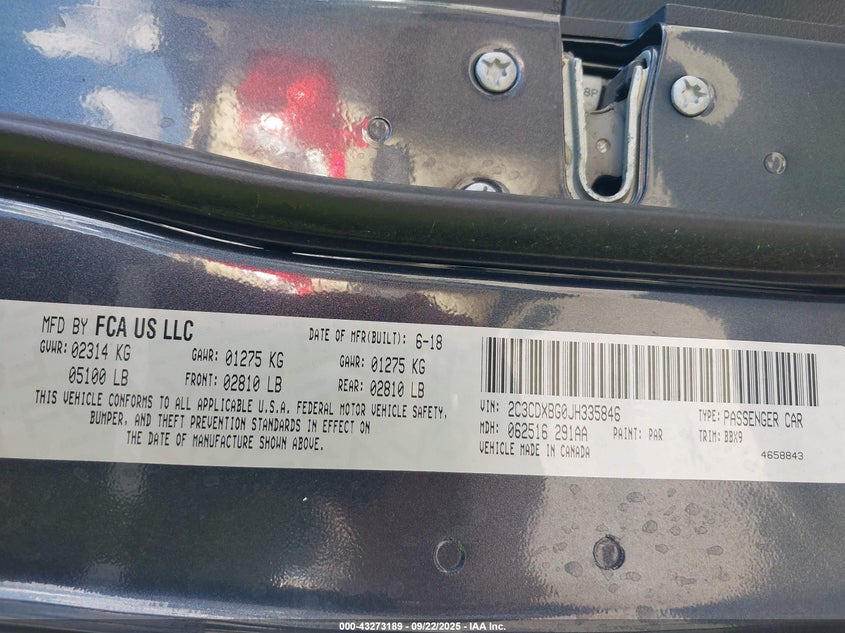 8P
MFD BY FCA US LLC
DATE OF MFR(BUILT): 6-18
GVWR: 02314 KG GAWR: 01275 KG GAWR: 01275 KG
05100 LB FRONT: 02810 LB REAR: 02810 LB
THIS VEHICLE CONFORMS TO ALL APPLICABLE U.S.A. FEDERAL MOTOR VEHICLE SAFETY,
BUMPER, AND THEFT PREVENTION STANDARDS IN EFFECT ON
THE DATE OF MANUFACTURE SHOWN ABOVE.
VIN: 2C3CDXBG0JH335846 TYPE: PASSENGER CAR
MDH: 062516 291AA PAINT: PAR TRIM: BBX9
VEHICLE MADE IN CANADA 4658843
000-43273189 - 09/22/2025 - IAA Inc.